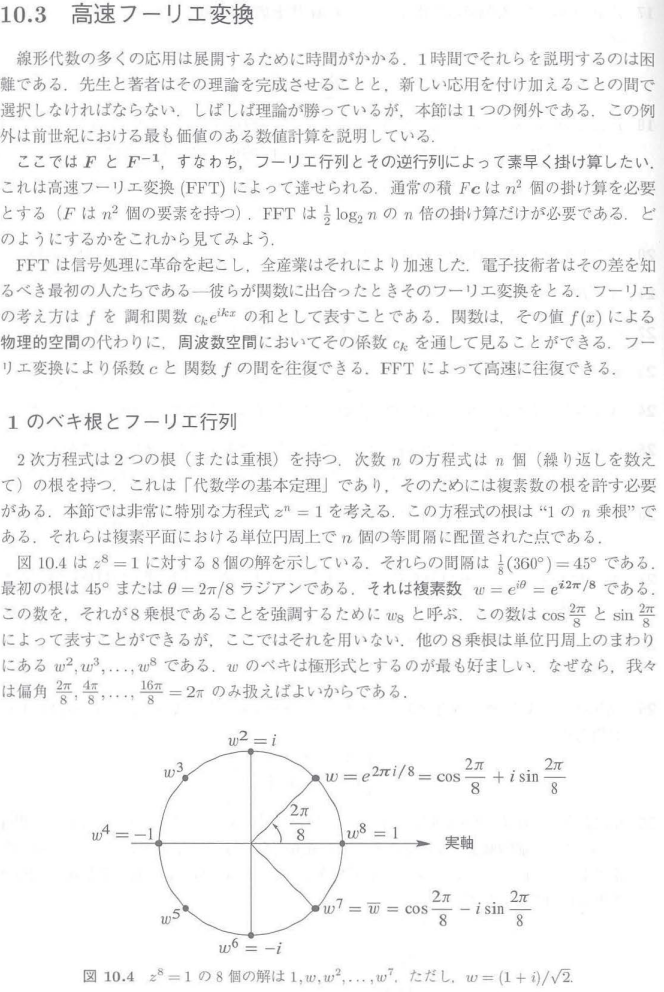 10.3 高速フーリエ変換
線形代数の多くの応用は展開するために時間がかかる．1時間でそれらを説明するのは困
難である．先生と著者はその理論を完成させることと，新しい応用を付け加えることの間で
選択しなければならない．しばしば理論が勝っているが，本節は1つの例外である．この例
外は前世紀における最も価値のある数値計算を説明している．
ここでは F と F⁻¹，すなわち，フーリエ行列とその逆行列によって素早く掛け算したい．
これは高速フーリエ変換 (FFT) によって達せられる．通常の積 Fc は n² 個の掛け算を必要
とする（F は n² 個の要素を持つ）．FFT は ½ log₂ n の n 倍の掛け算だけが必要である．ど
のようにするかをこれから見てみよう．
FFT は信号処理に革命を起こし，全産業はそれにより加速した．電子技術者はその差を知
るべき最初の人たちである—彼らが関数に出合ったときそのフーリエ変換をとる．フーリエ
の考え方は f を 調和関数 cₖeⁱᵏˣ の和として表すことである．関数は，その値 f(x) による
物理的空間の代わりに，周波数空間においてその係数 cₖ を通して見ることができる．フー
リエ変換により係数 c と 関数 f の間を往復できる．FFT によって高速に往復できる．
1 のベキ根とフーリエ行列
2次方程式は2つの根（または重根）を持つ．次数 n の方程式は n 個（繰り返しを数え
て）の根を持つ．これは「代数学の基本定理」であり，そのためには複素数の根を許す必要
がある．本節では非常に特別な方程式 zⁿ = 1 を考える．この方程式の根は “1 の n 乗根” で
ある．それらは複素平面における単位円周上で n 個の等間隔に配置された点である．
図 10.4 は z⁸ = 1 に対する8個の解を示している．それらの間隔は ⅛(360°) = 45° である．
最初の根は 45° または θ = 2π/8 ラジアンである．それは複素数 w = e^{iθ} = e^{i2π/8} である．
この数を，それが8乗根であることを強調するために w₈ と呼ぶ．この数は cos 2π/8 と sin 2π/8
によって表すことができるが，ここではそれを用いない．他の8乗根は単位円周上のまわり
にある w²,w³,...,w⁸ である．w のベキは極形式とするのが最も好ましい．なぜなら，我々
は偏角 2π/8, 4π/8, ..., 16π/8 = 2π のみ扱えばよいからである．
w² = i
w³
w = e^{2πi/8} = cos 2π/8 + i sin 2π/8
2π/8
w⁴ = −1
w⁸ = 1
実軸
w⁵
w⁷ = w̅ = cos 2π/8 − i sin 2π/8
w⁶ = −i
図 10.4 z⁸ = 1 の8個の解は 1,w,w²,...,w⁷．ただし，w = (1 + i)/√2.